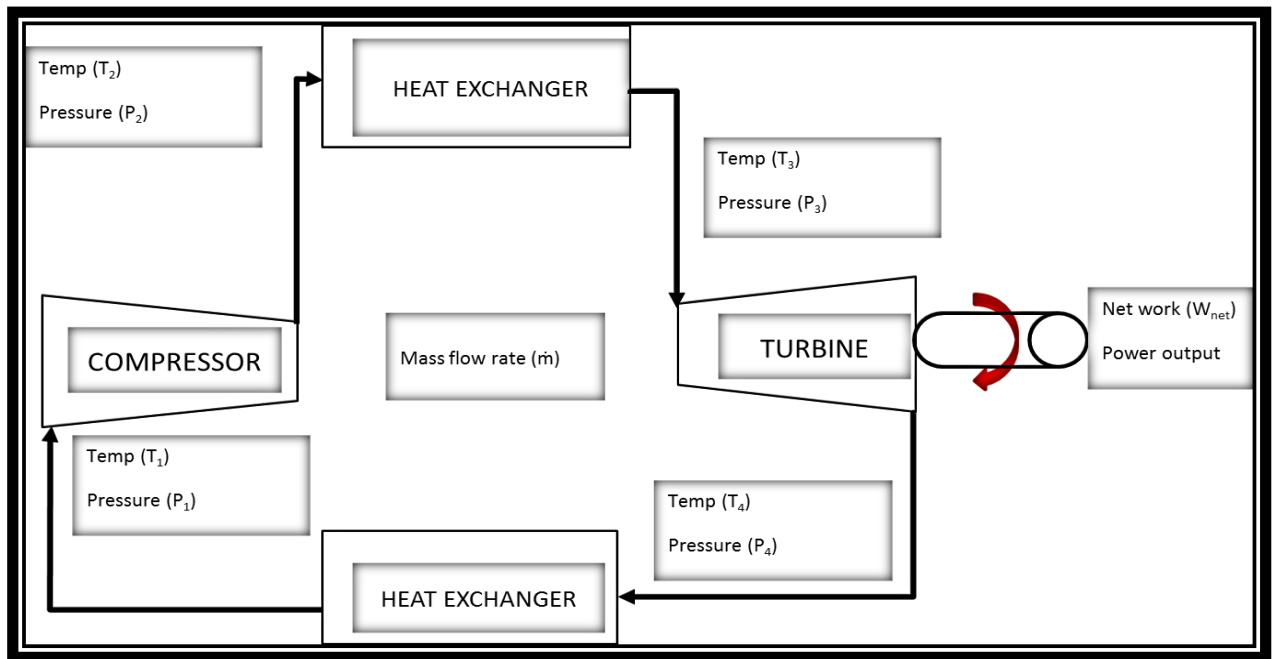 Temp (T₂)
Pressure (P₂)
HEAT EXCHANGER
Temp (T₃)
Pressure (P₃)
COMPRESSOR
Mass flow rate (ṁ)
TURBINE
Net work (Wₙₑₜ)
Power output
Temp (T₁)
Pressure (P₁)
Temp (T₄)
Pressure (P₄)
HEAT EXCHANGER